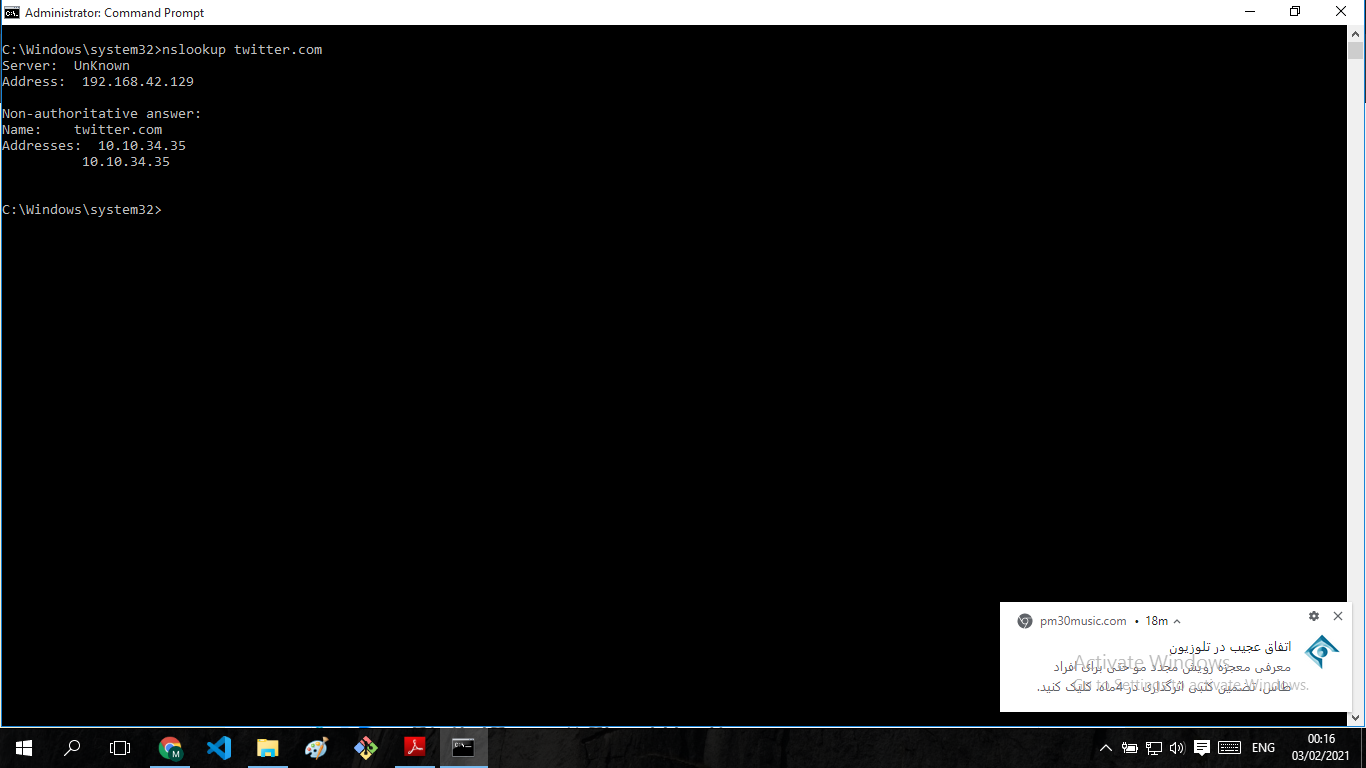 Administrator: Command Prompt
C:\Windows\system32>nslookup twitter.com
Server:  UnKnown
Address:  192.168.42.129
Non-authoritative answer:
Name:    twitter.com
Addresses:  10.10.34.35
10.10.34.35
C:\Windows\system32>
pm30music.com • 18m
اتفاق عجیب در تلوزیون
معرفی معجزه رویش مجدد مو حتی برای افراد
طاس، تضمین کتبی اثرگذاری در 4ماه، کلیک کنید.
Activate Windows
Go to Settings to activate Windows.
M
ENG
00:16
03/02/2021